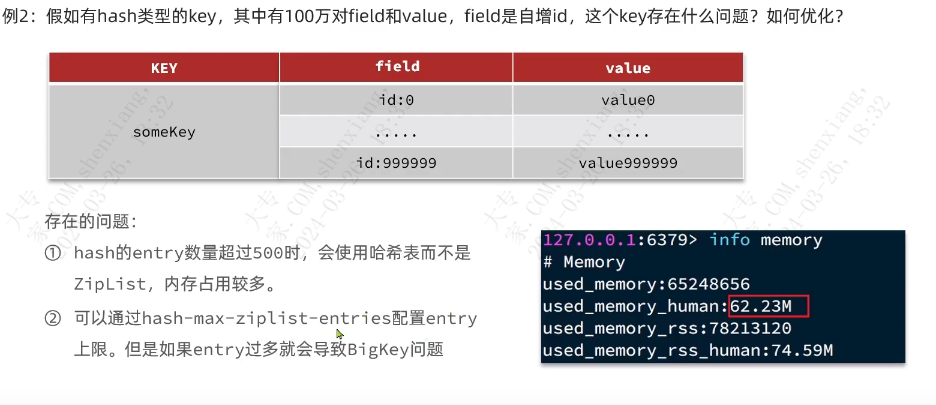 例2：假如有hash类型的key，其中有100万对field和value，field是自增id，这个key存在什么问题？如何优化？
KEY field value
someKey
id:0 value0
..... .....
id:999999 value999999
存在的问题：
① hash的entry数量超过500时，会使用哈希表而不是
ZipList，内存占用较多。
② 可以通过hash-max-ziplist-entries配置entry
上限。但是如果entry过多就会导致BigKey问题
127.0.0.1:6379> info memory
# Memory
used_memory:65248656
used_memory_human:62.23M
used_memory_rss:78213120
used_memory_rss_human:74.59M